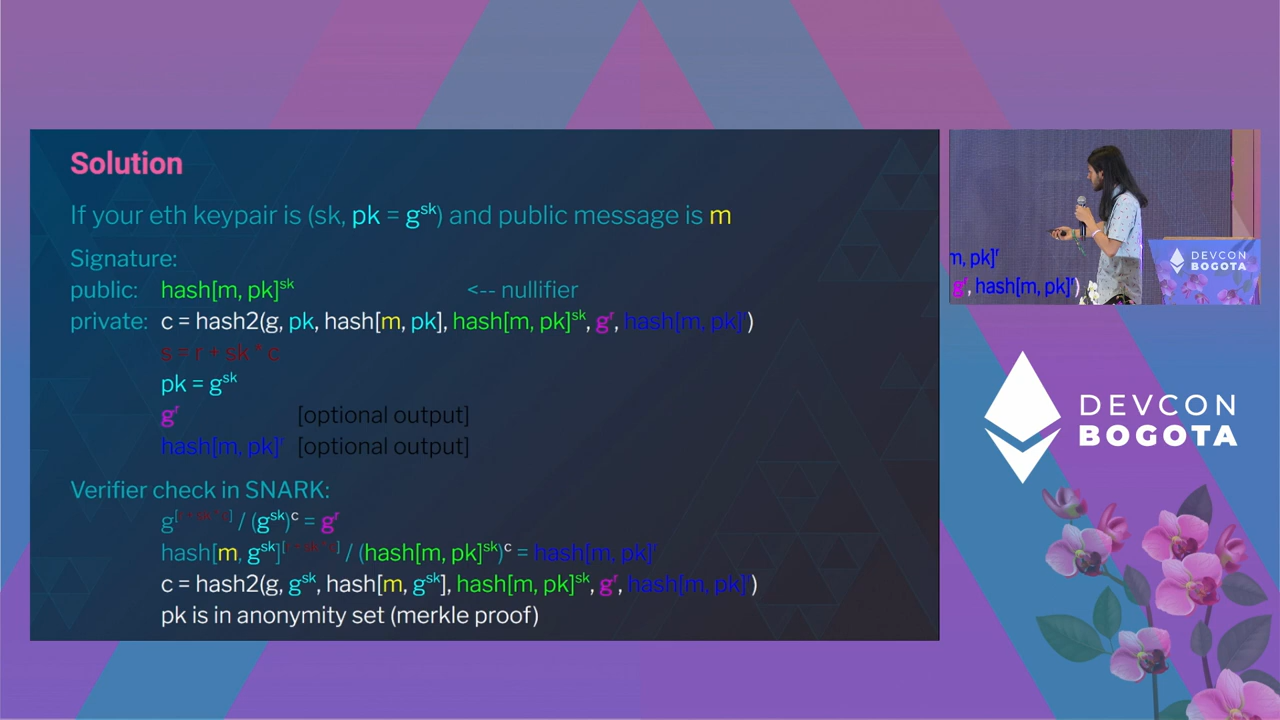 Solution
If your eth keypair is (sk, pk = g^sk) and public message is m
Signature:
public: hash[m, pk]^sk <-- nullifier
private: c = hash2(g, pk, hash[m, pk], hash[m, pk]^sk, g^r, hash[m, pk]^r)
s = r + sk * c
pk = g^sk
g^r [optional output]
hash[m, pk]^r [optional output]
Verifier check in SNARK:
g^[r + sk * c] / (g^sk)^c = g^r
hash[m, g^sk]^[r + sk * c] / (hash[m, pk]^sk)^c = hash[m, pk]^r
c = hash2(g, g^sk, hash[m, g^sk], hash[m, pk]^sk, g^r, hash[m, pk]^r)
pk is in anonymity set (merkle proof)
m, pk]^r
g^r, hash[m, pk]^r)
DEVCON
BOGOTA
DEVCON
BOGOTA